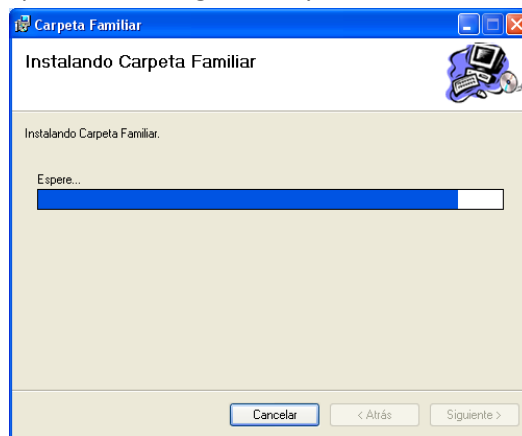 Carpeta Familiar
Instalando Carpeta Familiar
Instalando Carpeta Familiar.
Espere...
Cancelar
< Atrás
Siguiente >